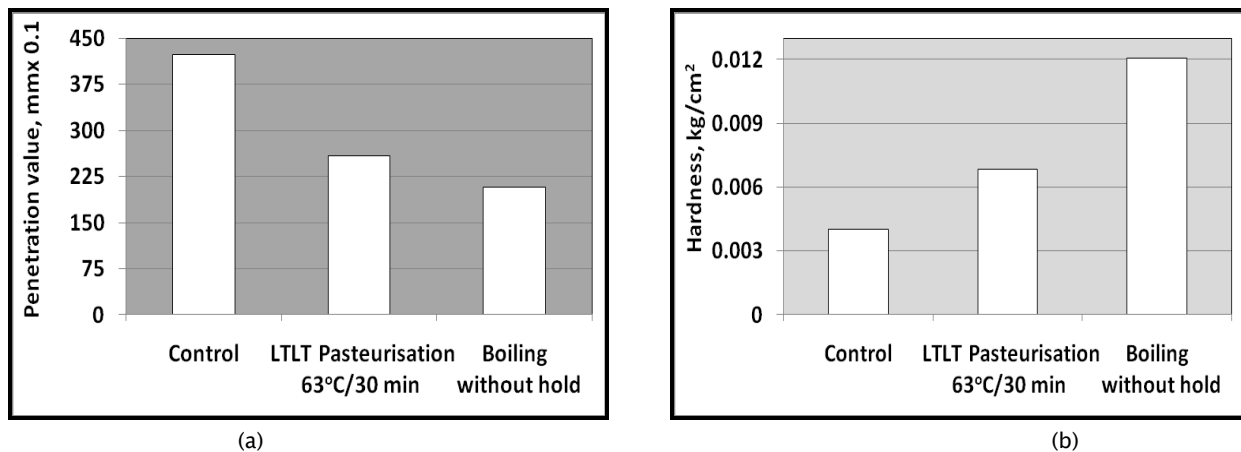 Penetration value, mmx 0.1
450
375
300
225
150
75
0
Control
LTLT Pasteurisation
63°C/30 min
Boiling
without hold
(a)
Hardness, kg/cm²
0.012
0.009
0.006
0.003
0
Control
LTLT Pasteurisation
63°C/30 min
Boiling
without hold
(b)